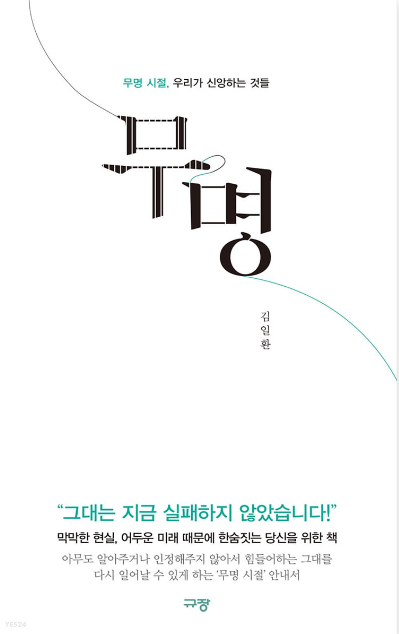 무명 시절, 우리가 신앙하는 것들
무명
김일환
“그대는 지금 실패하지 않았습니다!”
막막한 현실, 어두운 미래 때문에 한숨짓는 당신을 위한 책
아무도 알아주거나 인정해주지 않아서 힘들어하는 그대를
다시 일어날 수 있게 하는 ‘무명 시절’ 안내서
규장
YES24